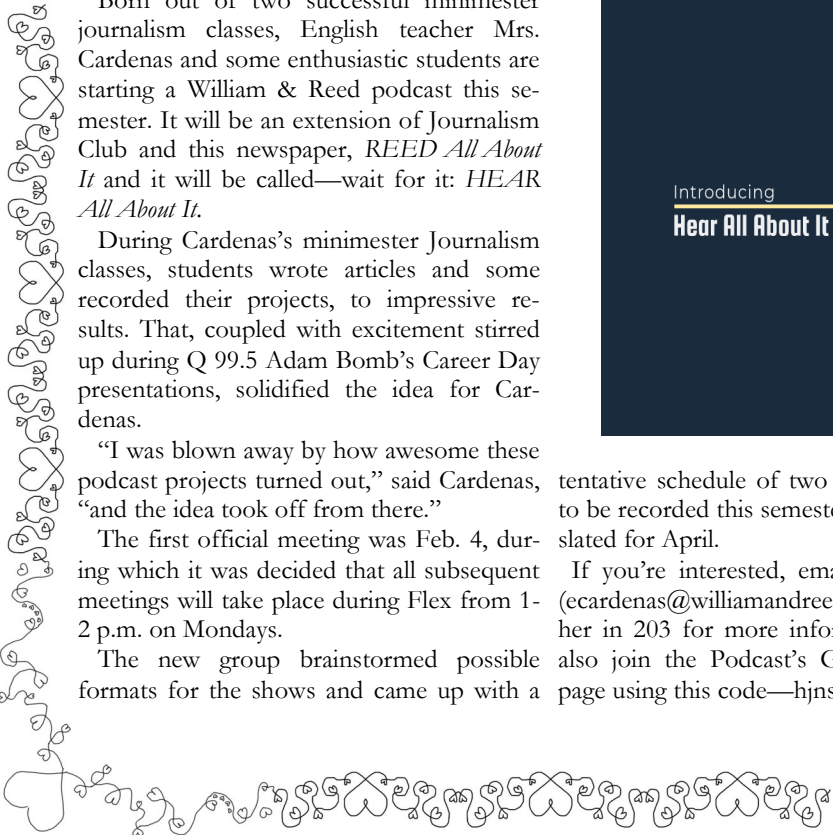 Born out of two successful minimester
journalism classes, English teacher Mrs.
Cardenas and some enthusiastic students are
starting a William & Reed podcast this se-
mester. It will be an extension of Journalism
Club and this newspaper, REED All About
It and it will be called—wait for it: HEAR
All About It.
During Cardenas's minimester Journalism
classes, students wrote articles and some
recorded their projects, to impressive re-
sults. That, coupled with excitement stirred
up during Q 99.5 Adam Bomb's Career Day
presentations, solidified the idea for Car-
denas.
“I was blown away by how awesome these
podcast projects turned out,” said Cardenas,
“and the idea took off from there.”
The first official meeting was Feb. 4, dur-
ing which it was decided that all subsequent
meetings will take place during Flex from 1-
2 p.m. on Mondays.
The new group brainstormed possible
formats for the shows and came up with a
Introducing
Hear All About It
tentative schedule of two
to be recorded this semeste
slated for April.
If you're interested, ema
(ecardenas@williamandree
her in 203 for more infor
also join the Podcast's G
page using this code—hjns